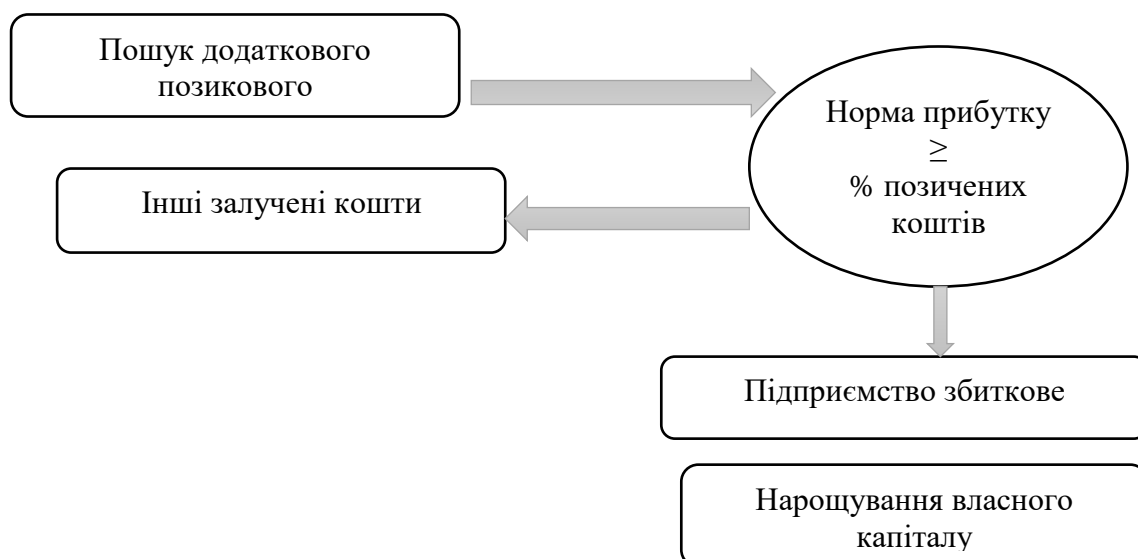 Пошук додаткового
позикового
Норма прибутку
≥
% позичених
коштів
Інші залучені кошти
Підприємство збиткове
Нарощування власного
капіталу